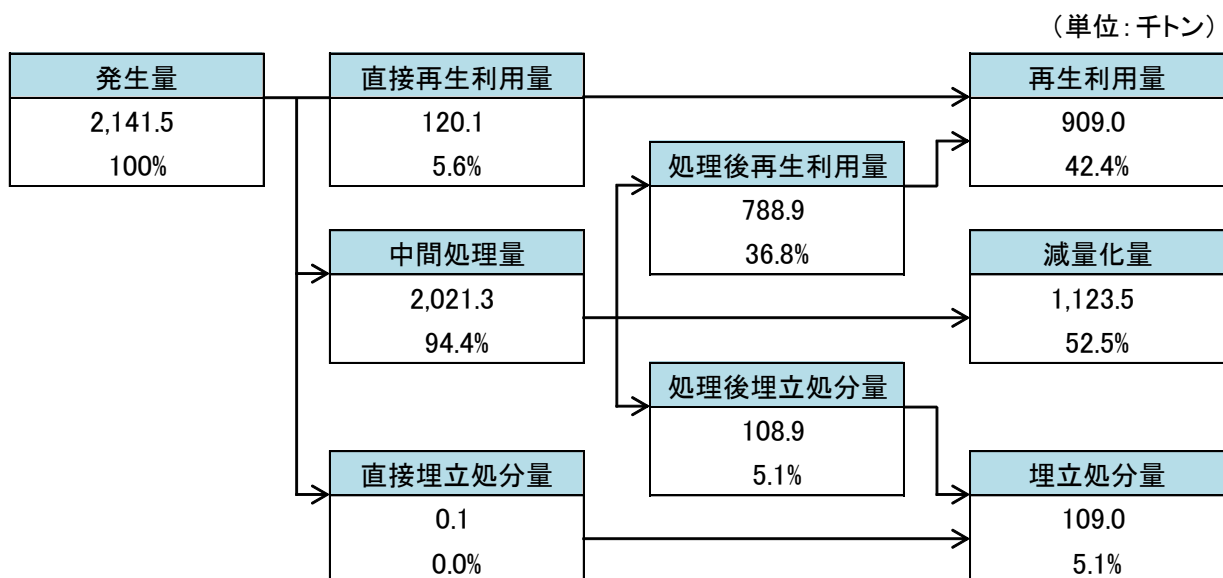 （単位：千トン）
発生量
2,141.5
100%
直接再生利用量
120.1
5.6%
再生利用量
909.0
42.4%
処理後再生利用量
788.9
36.8%
中間処理量
2,021.3
94.4%
減量化量
1,123.5
52.5%
処理後埋立処分量
108.9
5.1%
直接埋立処分量
0.1
0.0%
埋立処分量
109.0
5.1%